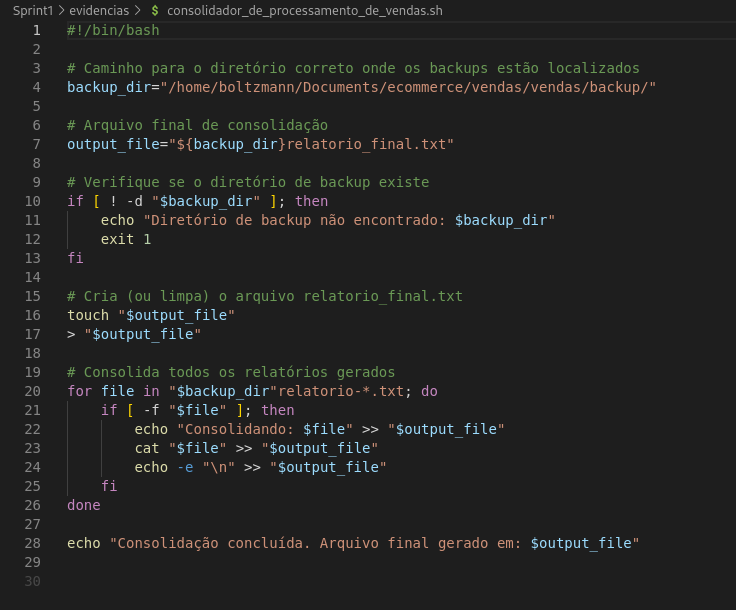 Sprint1 > evidencias > $ consolidador_de_processamento_de_vendas.sh
1 #!/bin/bash
2
3 # Caminho para o diretório correto onde os backups estão localizados
4 backup_dir="/home/boltzmann/Documents/ecommerce/vendas/vendas/backup/"
5
6 # Arquivo final de consolidação
7 output_file="${backup_dir}relatorio_final.txt"
8
9 # Verifique se o diretório de backup existe
10 if [ ! -d "$backup_dir" ]; then
11     echo "Diretório de backup não encontrado: $backup_dir"
12     exit 1
13 fi
14
15 # Cria (ou limpa) o arquivo relatorio_final.txt
16 touch "$output_file"
17 > "$output_file"
18
19 # Consolida todos os relatórios gerados
20 for file in "$backup_dir"relatorio-*.txt; do
21     if [ -f "$file" ]; then
22         echo "Consolidando: $file" >> "$output_file"
23         cat "$file" >> "$output_file"
24         echo -e "\n" >> "$output_file"
25     fi
26 done
27
28 echo "Consolidação concluída. Arquivo final gerado em: $output_file"
29
30